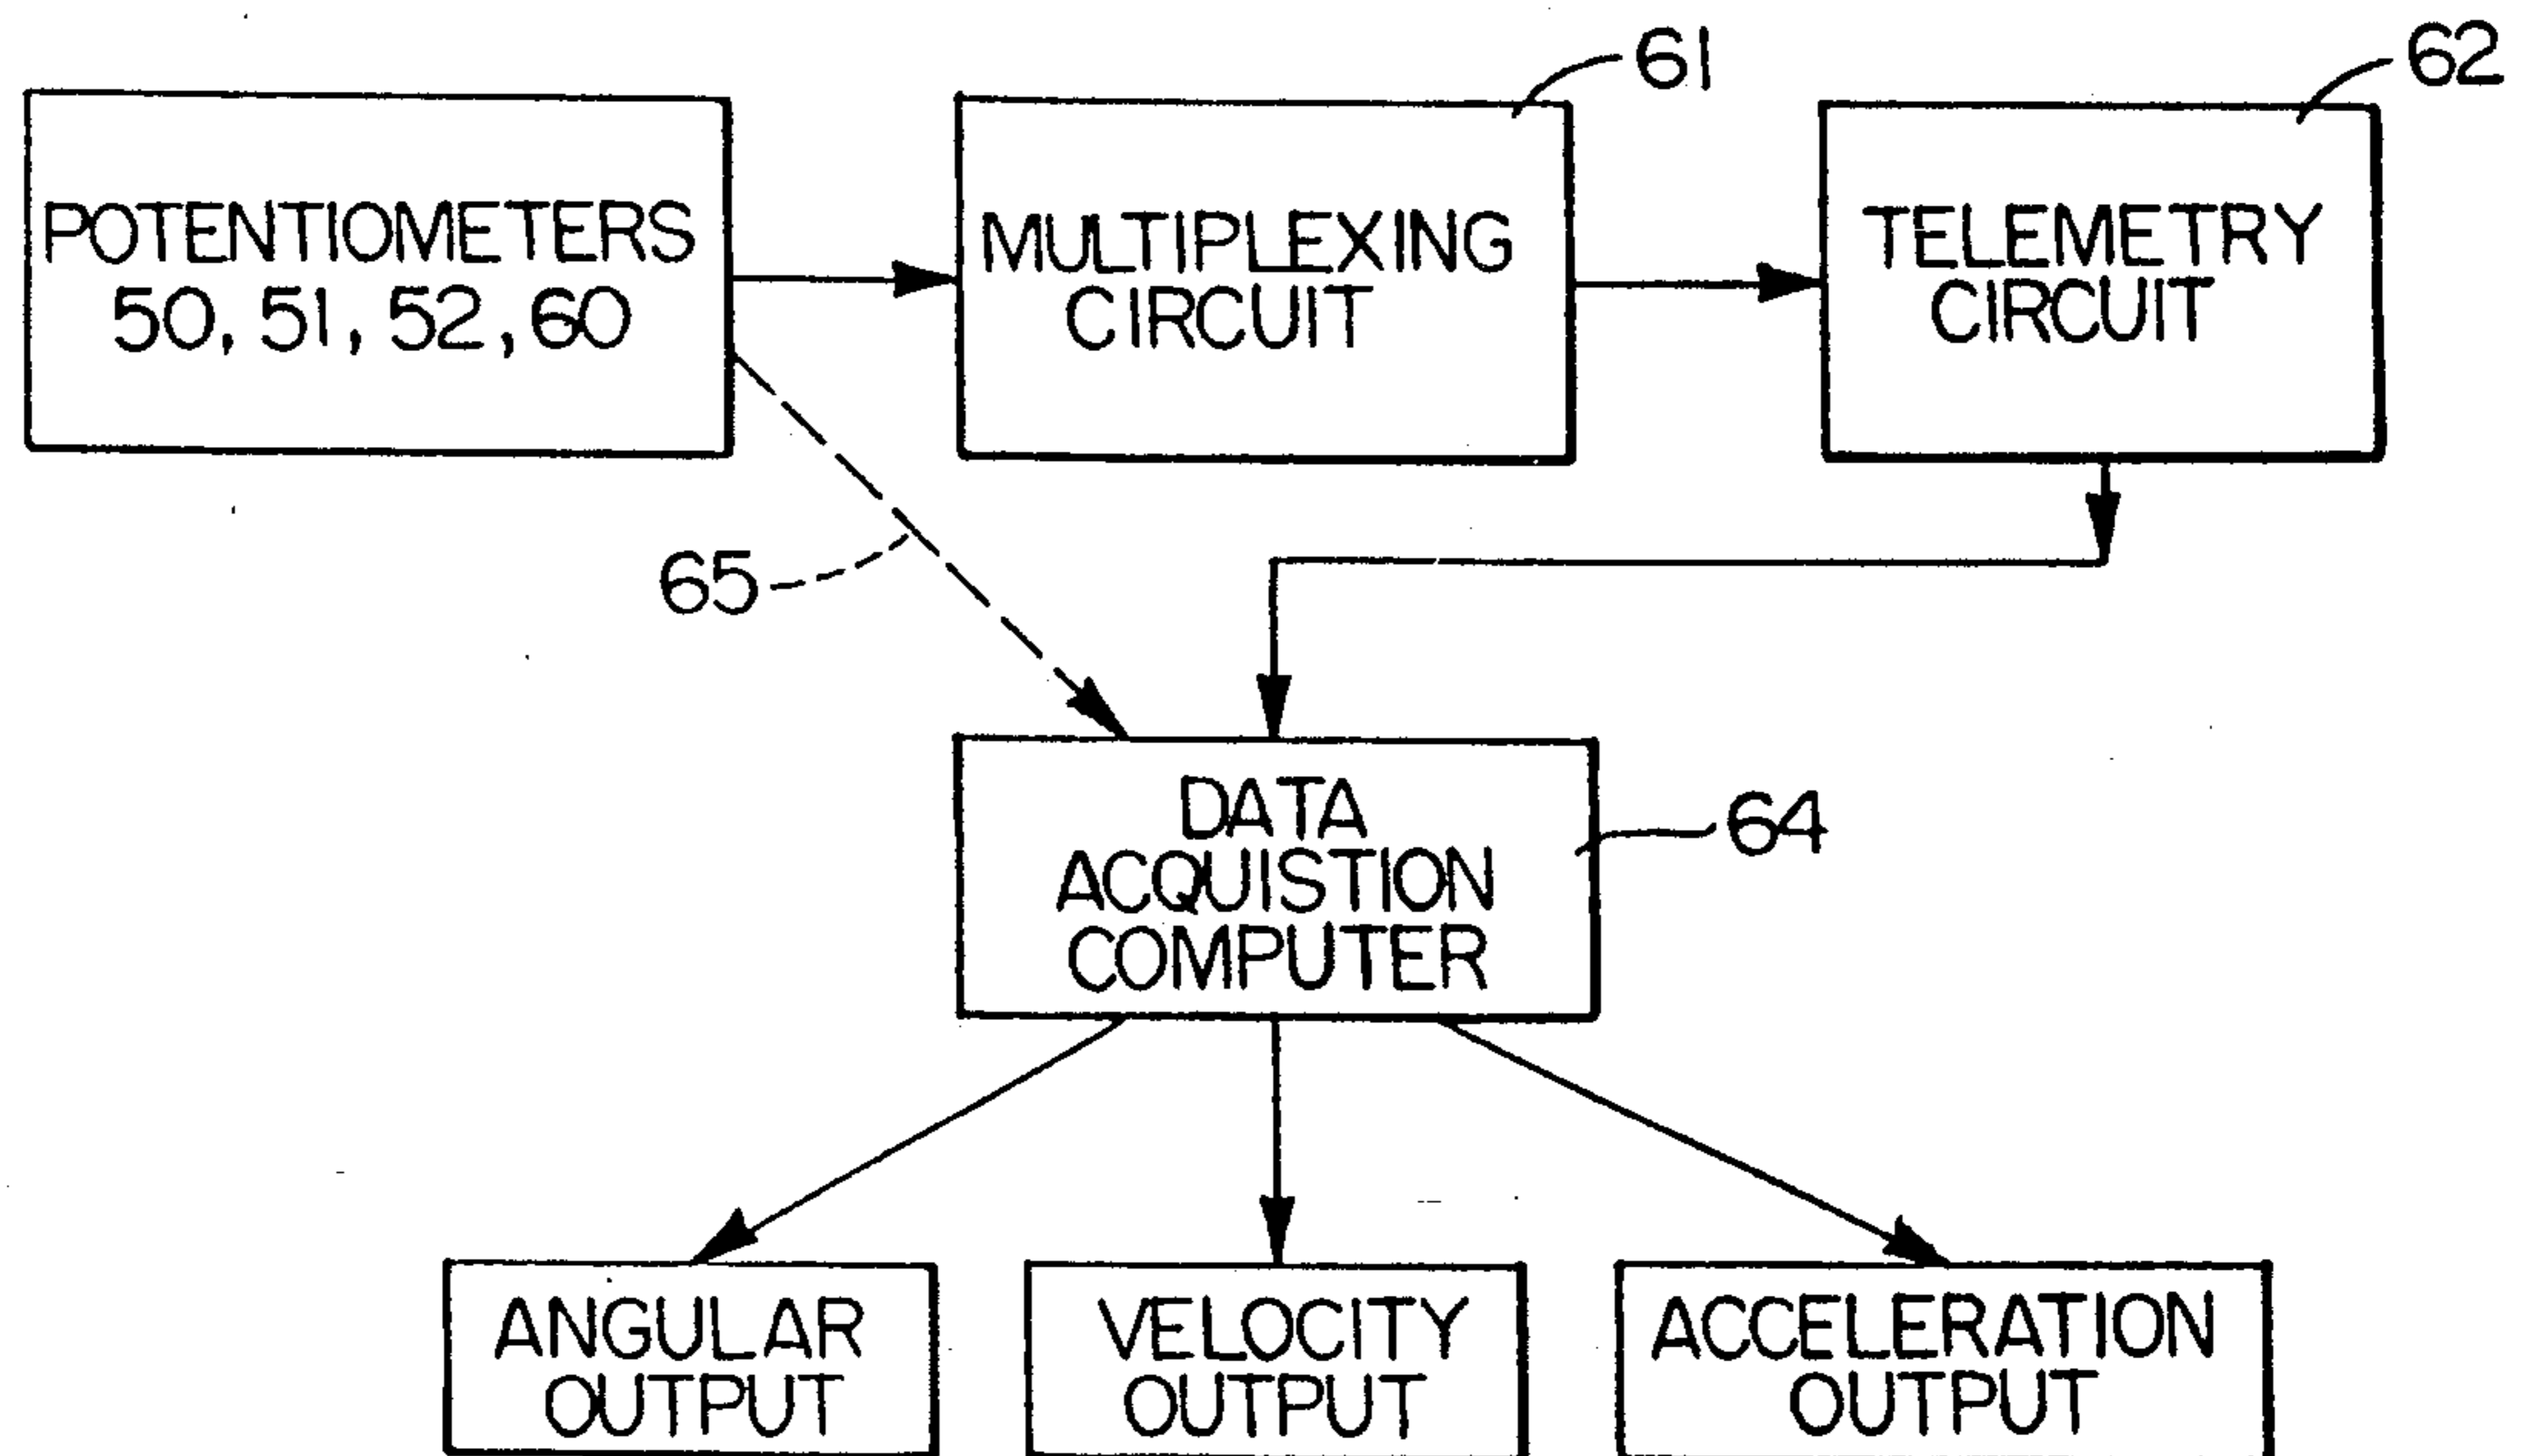 61
62
POTENTIOMETERS
50, 51, 52, 60
MULTIPLEXING
CIRCUIT
TELEMETRY
CIRCUIT
65
DATA
ACQUISTION
COMPUTER
64
ANGULAR
OUTPUT
VELOCITY
OUTPUT
ACCELERATION
OUTPUT